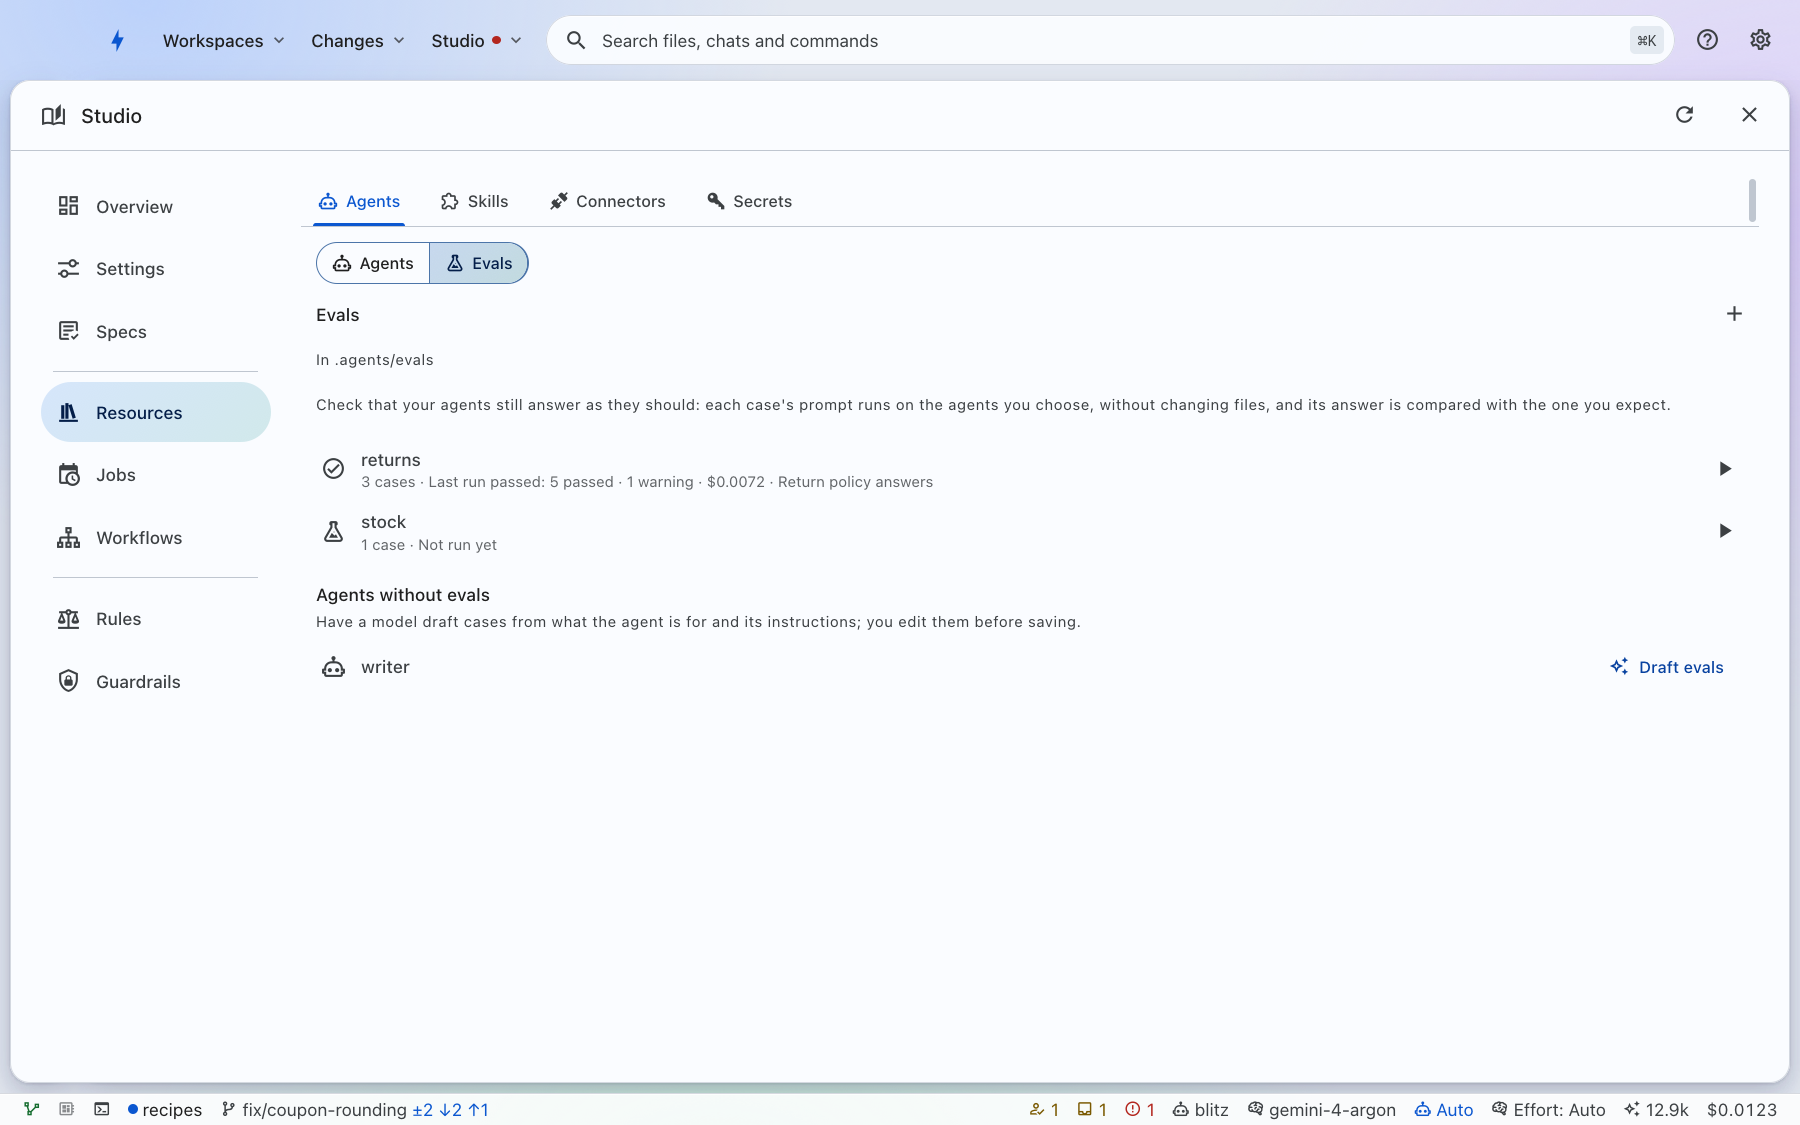 Workspaces Changes Studio Search files, chats and commands ⌘K
Studio
Overview
Settings
Specs
Resources
Jobs
Workflows
Rules
Guardrails
Agents Skills Connectors Secrets
Agents Evals
Evals
In .agents/evals
Check that your agents still answer as they should: each case's prompt runs on the agents you choose, without changing files, and its answer is compared with the one you expect.
returns
3 cases · Last run passed: 5 passed · 1 warning · $0.0072 · Return policy answers
stock
1 case · Not run yet
Agents without evals
Have a model draft cases from what the agent is for and its instructions; you edit them before saving.
writer Draft evals
recipes fix/coupon-rounding ±2 ↓2 ↑1 1 1 1 blitz gemini-4-argon Auto Effort: Auto 12.9k $0.0123